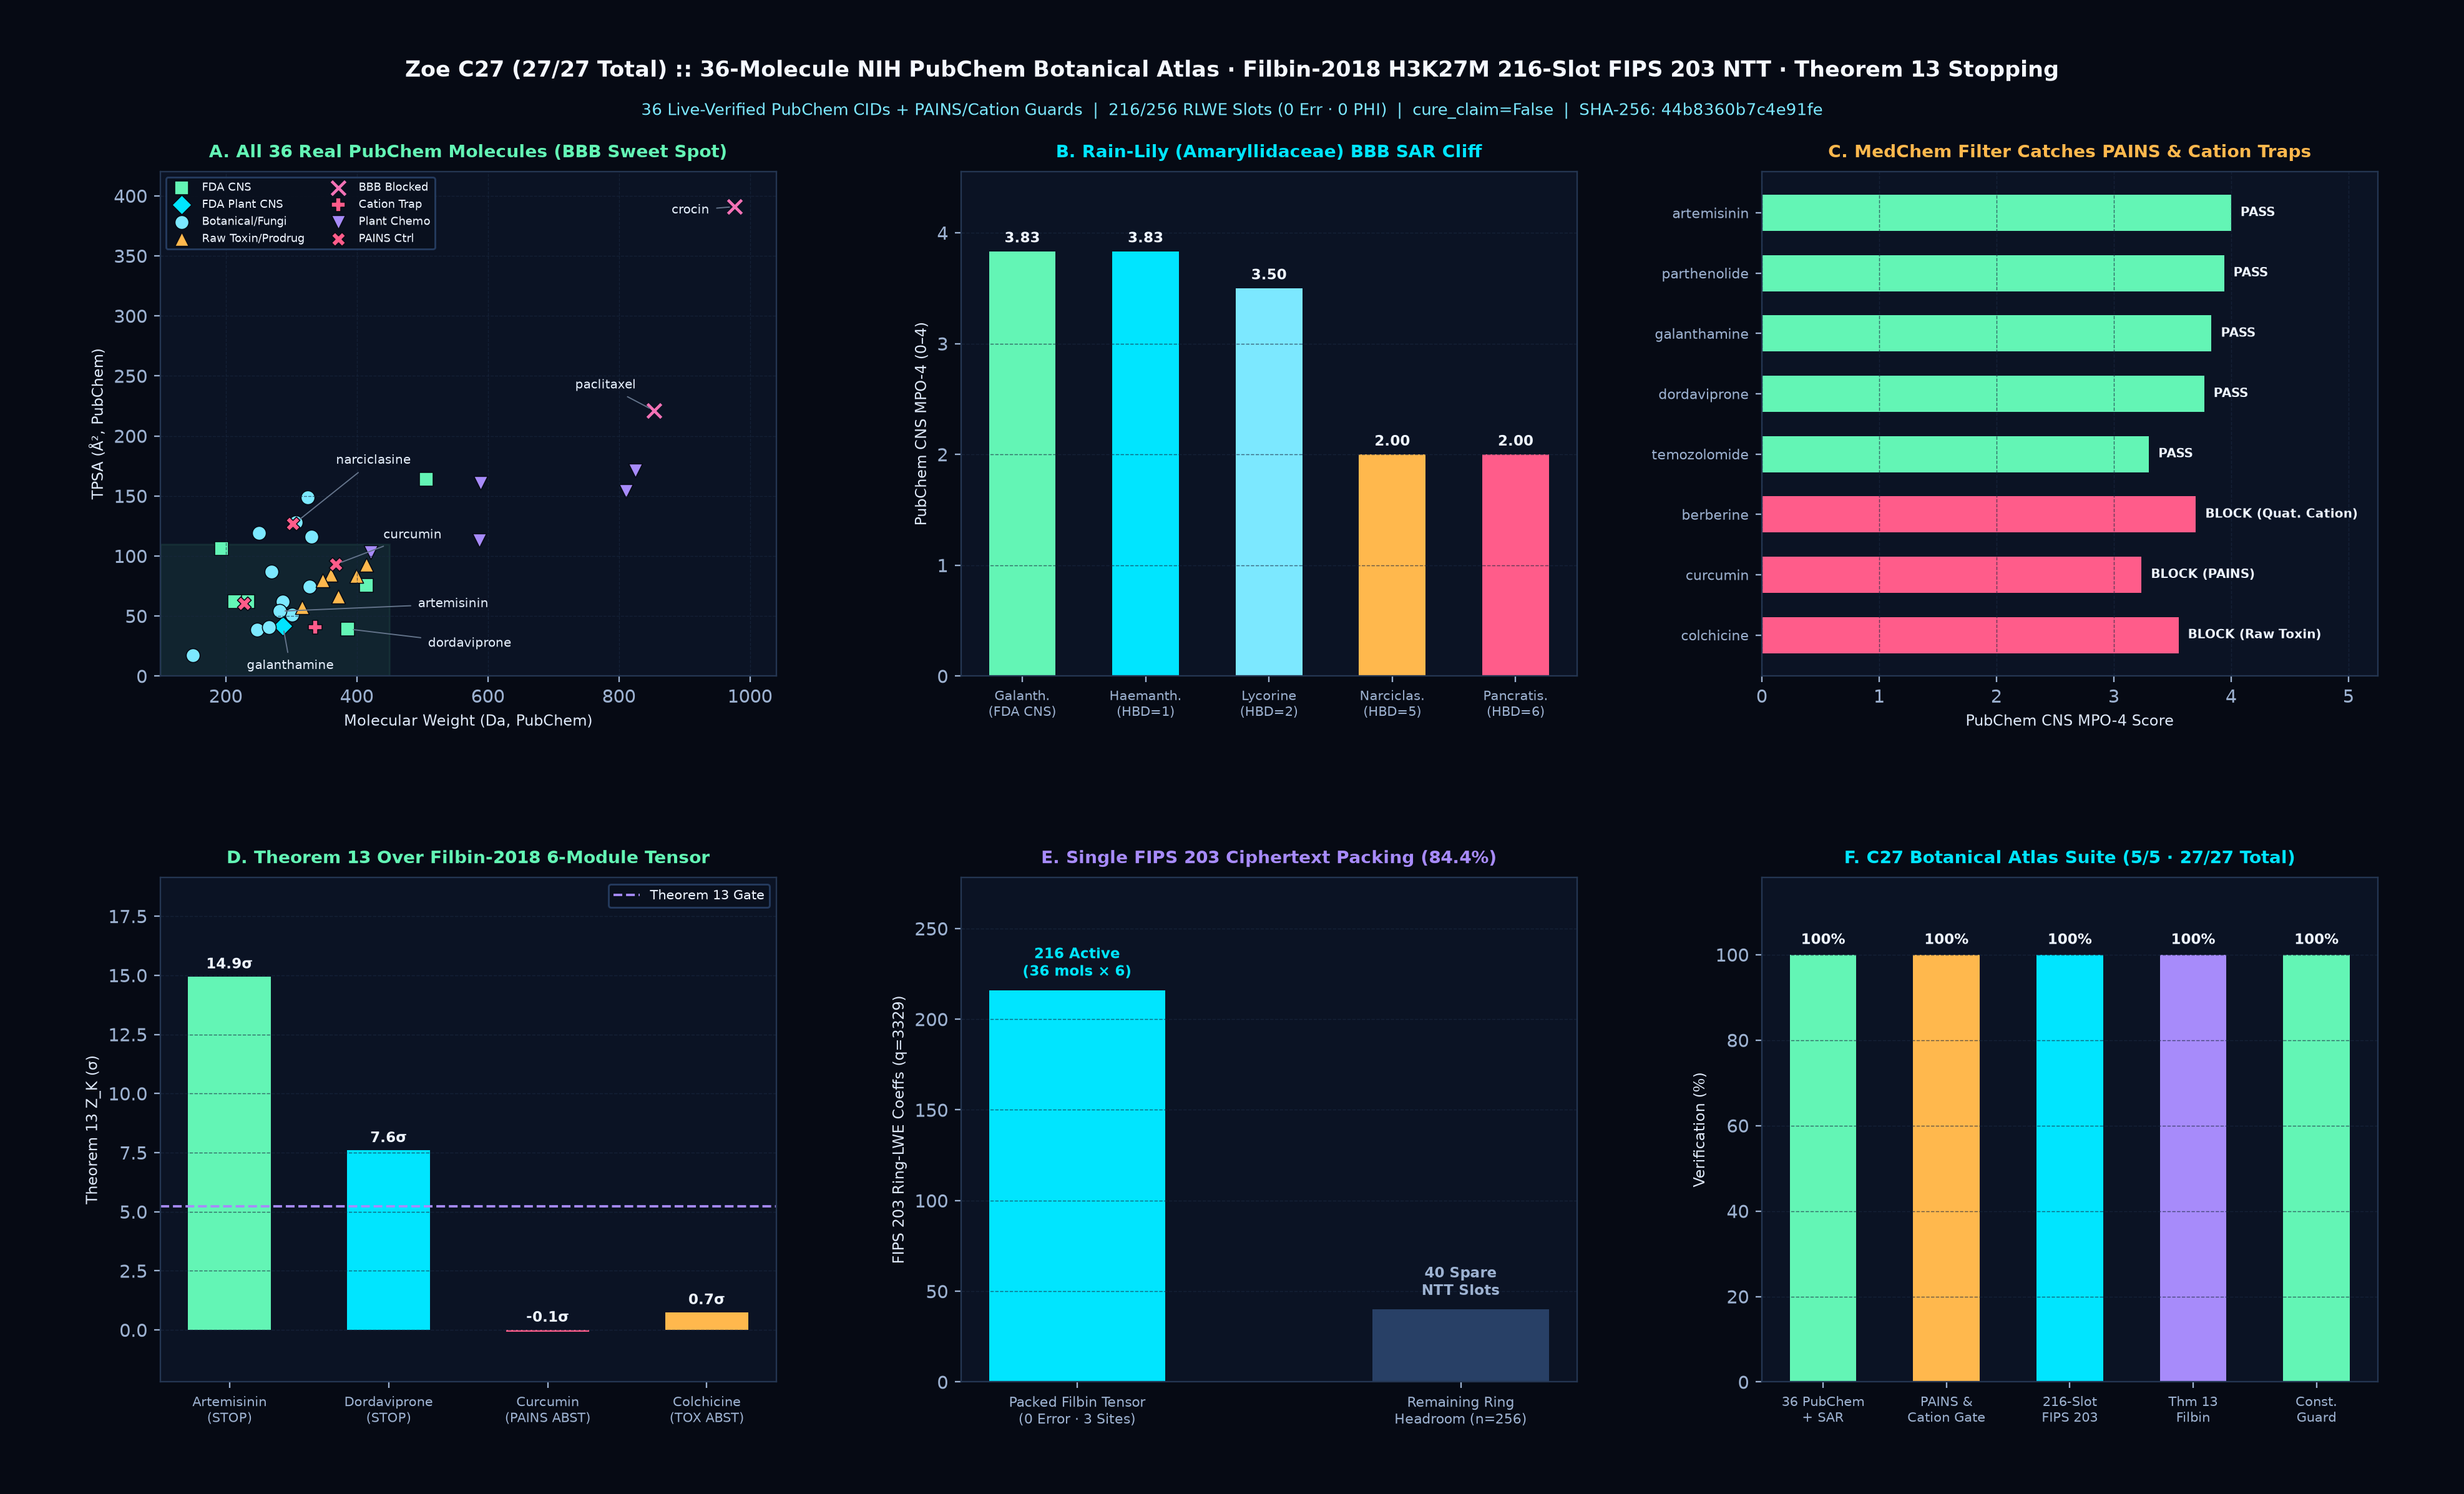 Zoe C27 (27/27 Total) :: 36-Molecule NIH PubChem Botanical Atlas · Filbin-2018 H3K27M 216-Slot FIPS 203 NTT · Theorem 13 Stopping
36 Live-Verified PubChem CIDs + PAINS/Cation Guards | 216/256 RLWE Slots (0 Err · 0 PHI) | cure_claim=False | SHA-256: 44b8360b7c4e91fe
A. All 36 Real PubChem Molecules (BBB Sweet Spot)
FDA CNS
FDA Plant CNS
Botanical/Fungi
Raw Toxin/Prodrug
BBB Blocked
Cation Trap
Plant Chemo
PAINS Ctrl
crocin
paclitaxel
narciclasine
curcumin
artemisinin
dordaviprone
galanthamine
400
350
300
250
200
150
100
50
0
TPSA (Å², PubChem)
200
400
600
800
1000
Molecular Weight (Da, PubChem)
B. Rain-Lily (Amaryllidaceae) BBB SAR Cliff
PubChem CNS MPO-4 (0–4)
4
3
2
1
0
3.83
3.83
3.50
2.00
2.00
Galanth.
(FDA CNS)
Haemanth.
(HBD=1)
Lycorine
(HBD=2)
Narciclas.
(HBD=5)
Pancratis.
(HBD=6)
C. MedChem Filter Catches PAINS & Cation Traps
artemisinin
PASS
parthenolide
PASS
galanthamine
PASS
dordaviprone
PASS
temozolomide
PASS
berberine
BLOCK (Quat. Cation)
curcumin
BLOCK (PAINS)
colchicine
BLOCK (Raw Toxin)
0
1
2
3
4
5
PubChem CNS MPO-4 Score
D. Theorem 13 Over Filbin-2018 6-Module Tensor
Theorem 13 Gate
Theorem 13 Z_K (σ)
17.5
15.0
12.5
10.0
7.5
5.0
2.5
0.0
14.9σ
7.6σ
-0.1σ
0.7σ
Artemisinin
(STOP)
Dordaviprone
(STOP)
Curcumin
(PAINS ABST)
Colchicine
(TOX ABST)
E. Single FIPS 203 Ciphertext Packing (84.4%)
FIPS 203 Ring-LWE Coeffs (q=3329)
250
200
150
100
50
0
216 Active
(36 mols × 6)
40 Spare
NTT Slots
Packed Filbin Tensor
(0 Error · 3 Sites)
Remaining Ring
Headroom (n=256)
F. C27 Botanical Atlas Suite (5/5 · 27/27 Total)
Verification (%)
100
80
60
40
20
0
100%
100%
100%
100%
100%
36 PubChem
+ SAR
PAINS &
Cation Gate
216-Slot
FIPS 203
Thm 13
Filbin
Const.
Guard